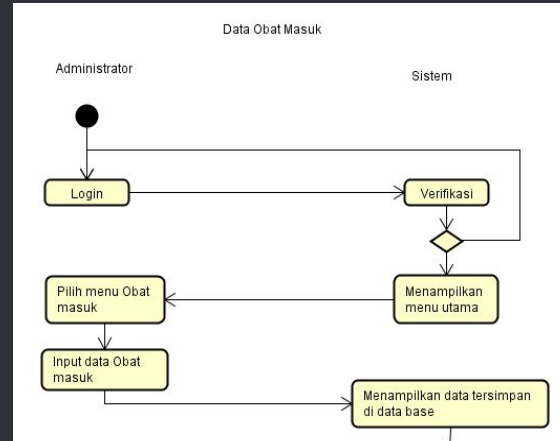 Data Obat Masuk
Administrator
Sistem
Login
Verifikasi
Pilih menu Obat
masuk
Menampilkan
menu utama
Input data Obat
masuk
Menampilkan data tersimpan
di data base